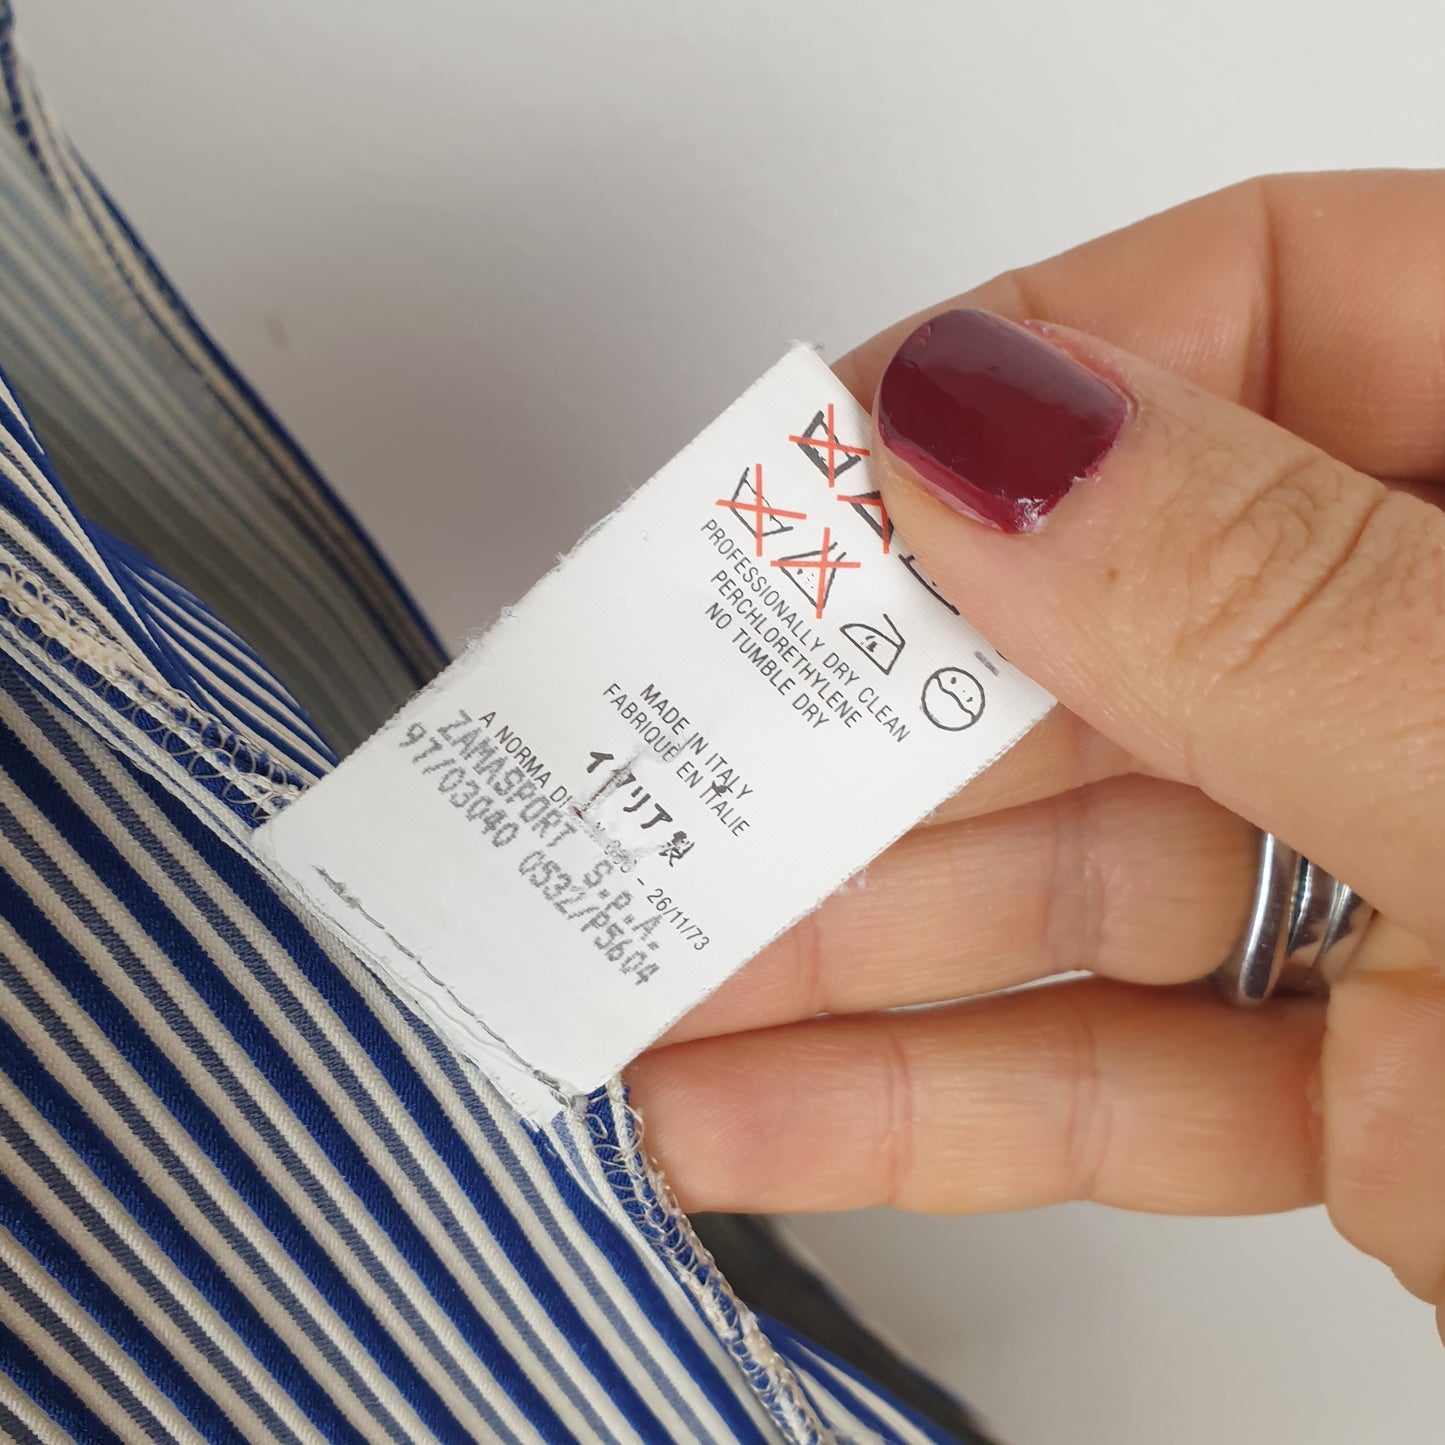 PROFESSIONALLY DRY CLEAN
PERCHLORETHYLENE
NO TUMBLE DRY
MADE IN ITALY
FABRIQUE EN ITALIE
イタリア製
A NORMA DI - 26/11/73
ZAMASPORT S.P.A.
97/03Q40 0532/P5604